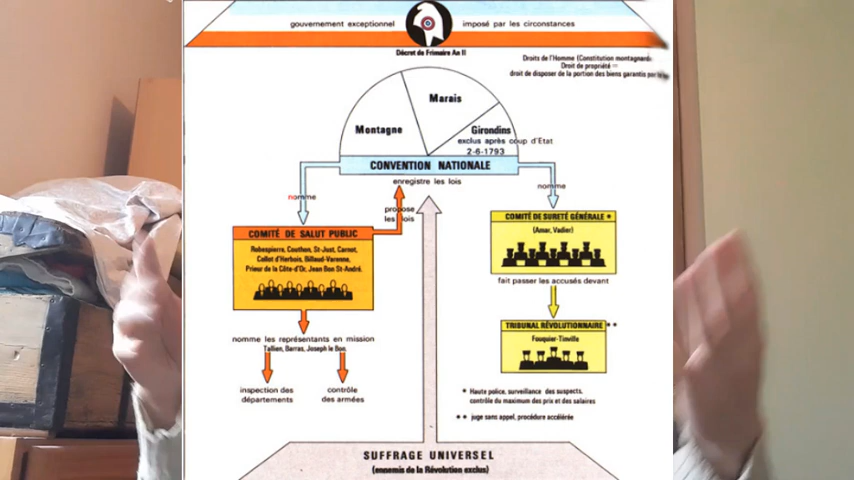 gouvernement exceptionnel imposé par les circonstances
Décret de Frimaire An II
Droits de l'Homme (Constitution montagnarde
Droit de propriété =
droit de disposer de la portion des biens garantis par
Marais
Montagne
Girondins
exclus après coup d'Etat
2-6-1793
CONVENTION NATIONALE
enregistre les lois
nomme
nomme
propose
les lois
COMITÉ DE SALUT PUBLIC
Robespierre, Couthon, St-Just, Carnot,
Collot d'Herbois, Billaud-Varenne,
Prieur de la Côte-d'Or, Jean Bon St-André.
COMITÉ DE SURETÉ GÉNÉRALE *
(Amar, Vadier)
fait passer les accusés devant
TRIBUNAL RÉVOLUTIONNAIRE **
Fouquier-Tinville
nomme les représentants en mission
Tallien, Barras, Joseph le Bon.
inspection des
départements
contrôle
des armées
* Haute police, surveillance des suspects,
contrôle du maximum des prix et des salaires
** juge sans appel, procédure accélérée
SUFFRAGE UNIVERSEL
(ennemis de la Révolution exclus)